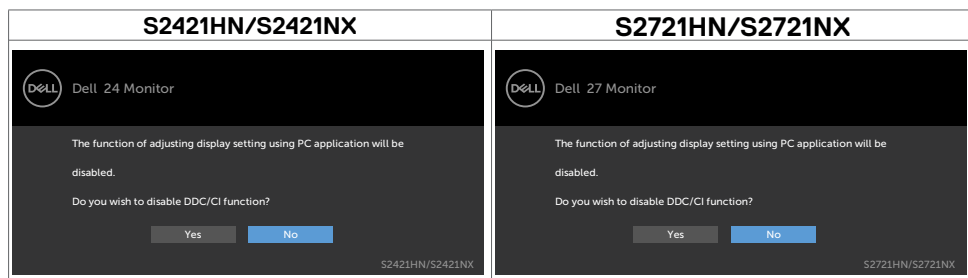 S2421HN/S2421NX
S2721HN/S2721NX
DELL
Dell 24 Monitor
The function of adjusting display setting using PC application will be
disabled.
Do you wish to disable DDC/CI function?
Yes
No
S2421HN/S2421NX
DELL
Dell 27 Monitor
The function of adjusting display setting using PC application will be
disabled.
Do you wish to disable DDC/CI function?
Yes
No
S2721HN/S2721NX